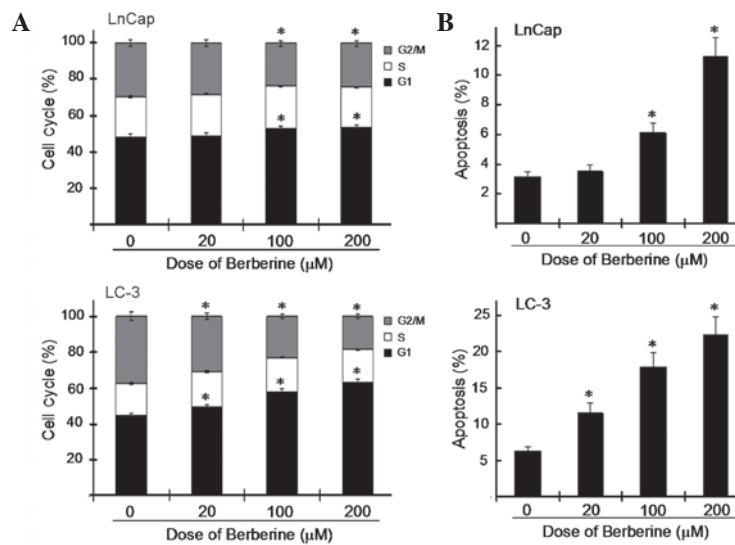 A
LnCap
Cell cycle (%)
100
80
60
40
20
* *
* *
G2/M
S
G1
0 20 100 200
Dose of Berberine (µM)
LC-3
Cell cycle (%)
100
80
60
40
20
* * *
* * *
G2/M
S
G1
0 20 100 200
Dose of Berberine (µM)
B
LnCap
Apoptosis (%)
12
10
8
6
4
2
*
*
0 20 100 200
Dose of Berberine (µM)
LC-3
Apoptosis (%)
25
20
15
10
5
*
*
*
0 20 100 200
Dose of Berberine (µM)